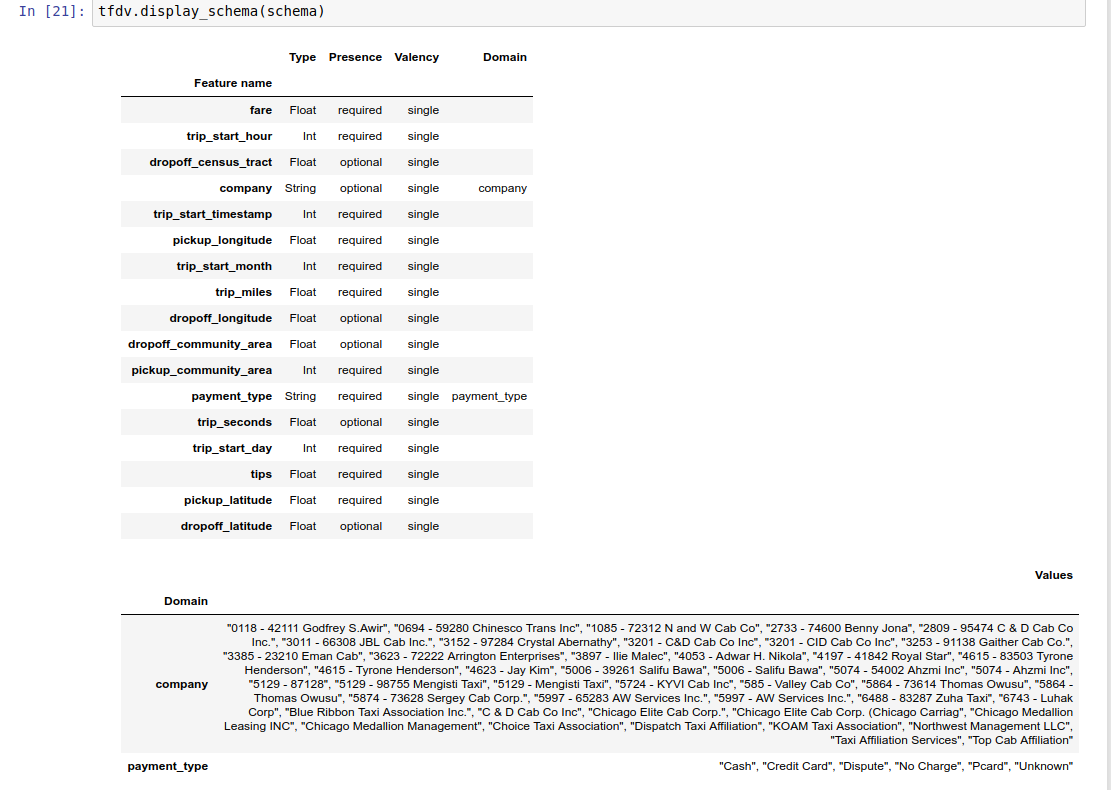 In [21]: tfdv.display_schema(schema)
Type Presence Valency Domain
Feature name
fare Float required single
trip_start_hour Int required single
dropoff_census_tract Float optional single
company String optional single company
trip_start_timestamp Int required single
pickup_longitude Float required single
trip_start_month Int required single
trip_miles Float required single
dropoff_longitude Float optional single
dropoff_community_area Float optional single
pickup_community_area Int required single
payment_type String required single payment_type
trip_seconds Float optional single
trip_start_day Int required single
tips Float required single
pickup_latitude Float required single
dropoff_latitude Float optional single
Values
Domain
"0118 - 42111 Godfrey S.Awir", "0694 - 59280 Chinesco Trans Inc", "1085 - 72312 N and W Cab Co", "2733 - 74600 Benny Jona", "2809 - 95474 C & D Cab Co
Inc.", "3011 - 66308 JBL Cab Inc.", "3152 - 97284 Crystal Abernathy", "3201 - C&D Cab Co Inc", "3201 - CID Cab Co Inc", "3253 - 91138 Gaither Cab Co.",
"3385 - 23210 Eman Cab", "3623 - 72222 Arrington Enterprises", "3897 - Ilie Malec", "4053 - Adwar H. Nikola", "4197 - 41842 Royal Star", "4615 - 83503 Tyrone
Henderson", "4615 - Tyrone Henderson", "4623 - Jay Kim", "5006 - 39261 Salifu Bawa", "5006 - Salifu Bawa", "5074 - 54002 Ahzmi Inc", "5074 - Ahzmi Inc",
company "5129 - 87128", "5129 - 98755 Mengisti Taxi", "5129 - Mengisti Taxi", "5724 - KYVI Cab Inc", "585 - Valley Cab Co", "5864 - 73614 Thomas Owusu", "5864 -
Thomas Owusu", "5874 - 73628 Sergey Cab Corp.", "5997 - 65283 AW Services Inc.", "5997 - AW Services Inc.", "6488 - 83287 Zuha Taxi", "6743 - Luhak
Corp", "Blue Ribbon Taxi Association Inc.", "C & D Cab Co Inc", "Chicago Elite Cab Corp.", "Chicago Elite Cab Corp. (Chicago Carriag", "Chicago Medallion
Leasing INC", "Chicago Medallion Management", "Choice Taxi Association", "Dispatch Taxi Affiliation", "KOAM Taxi Association", "Northwest Management LLC",
"Taxi Affiliation Services", "Top Cab Affiliation"
payment_type "Cash", "Credit Card", "Dispute", "No Charge", "Pcard", "Unknown"